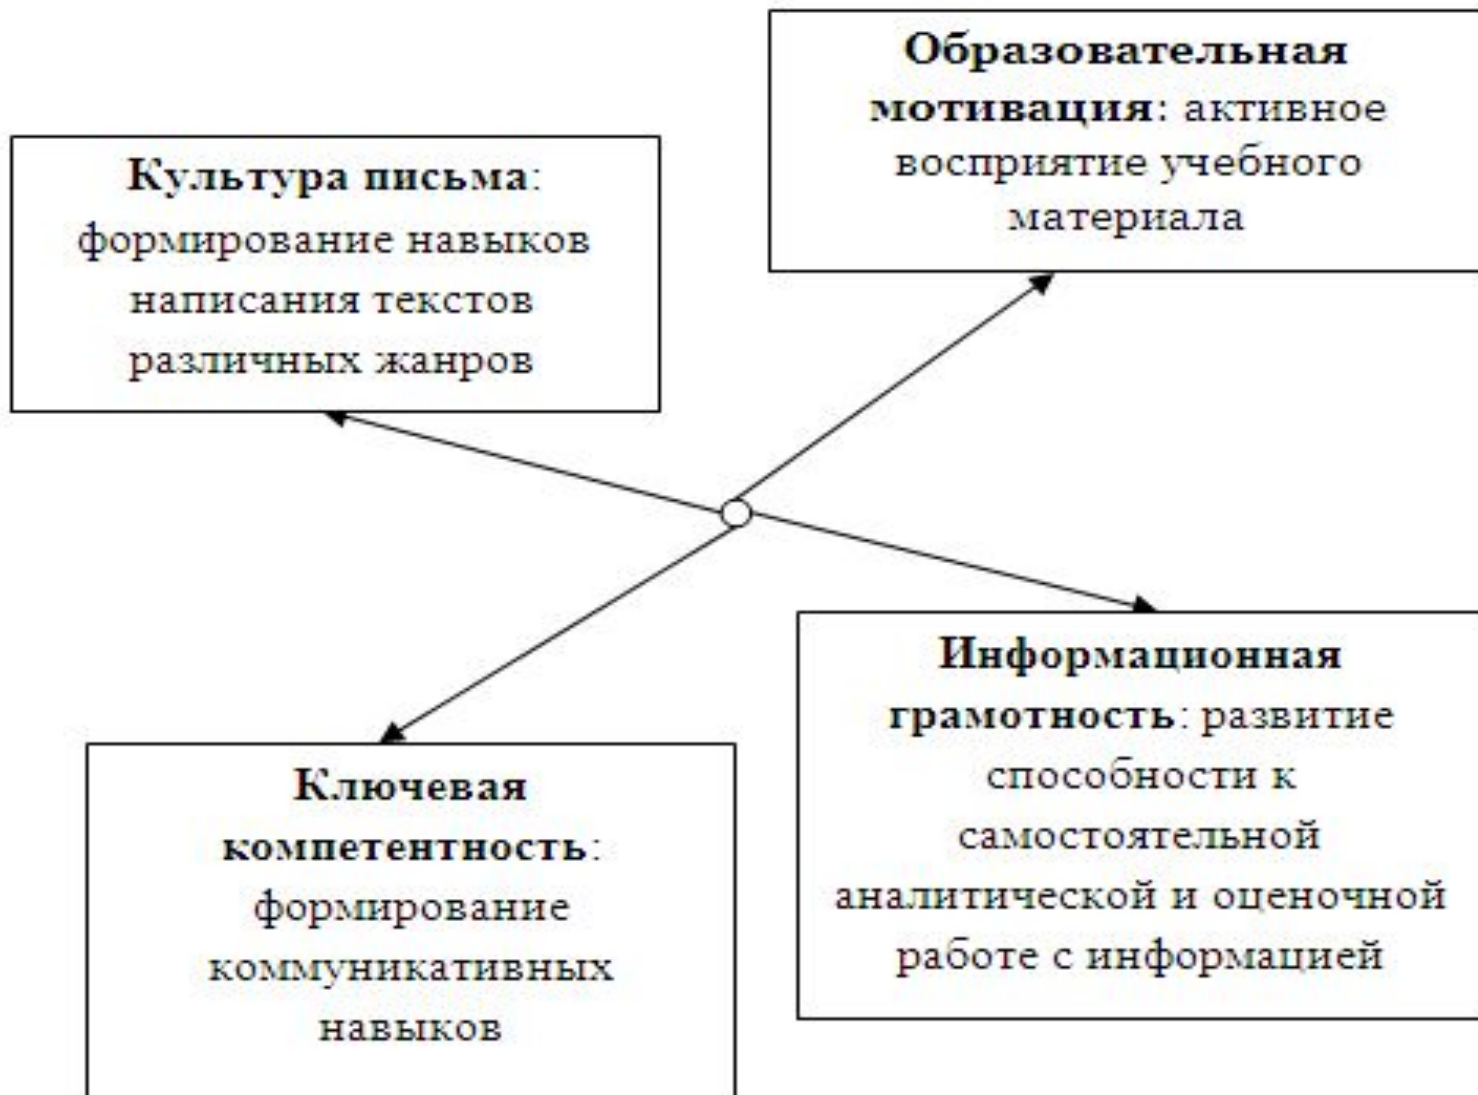 Культура письма:
формирование навыков
написания текстов
различных жанров
Образовательная
мотивация: активное
восприятие учебного
материала
Ключевая
компетентность:
формирование
коммуникативных
навыков
Информационная
грамотность: развитие
способности к
самостоятельной
аналитической и оценочной
работе с информацией